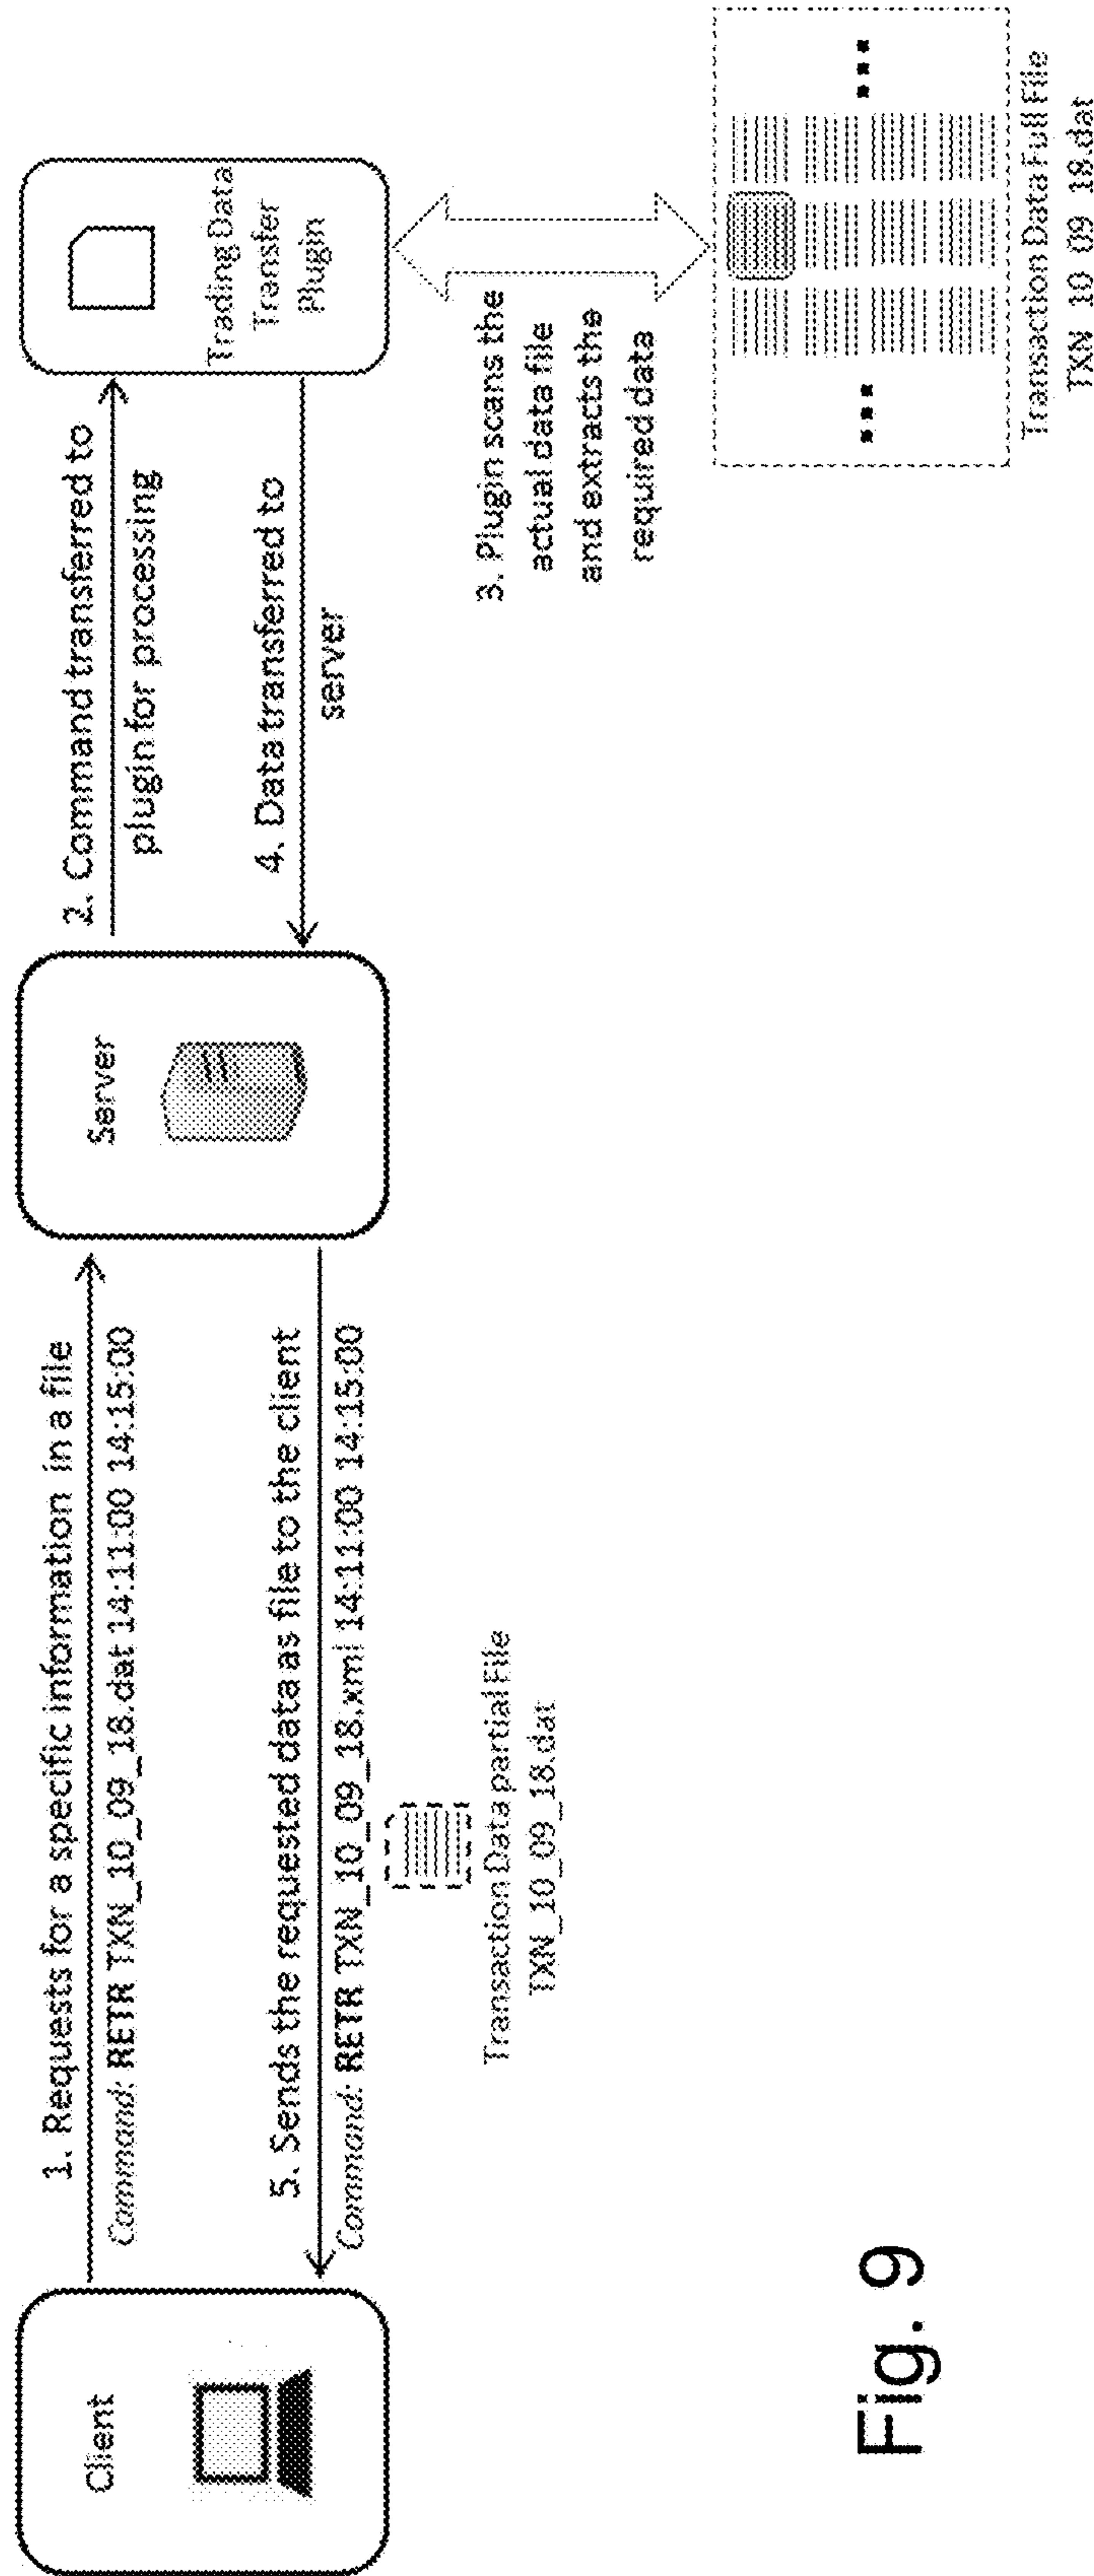 Client
1. Requests for a specific information in a file
Command: RETR TXN_10_09_18.dat 14:11:00 14:15:00
5. Sends the requested data as file to the client
Command: RETR TXN_10_09_18.xml 14:11:00 14:15:00
Transaction Data partial File
TXN_10_09_18.dat
Server
2. Command transferred to
plugin for processing
4. Data transferred to
server
Trading Data
Transfer
Plugin
3. Plugin scans the
actual data file
and extracts the
required data
Transaction Data Full File
TXN 10 09 18.dat
Fig. 9